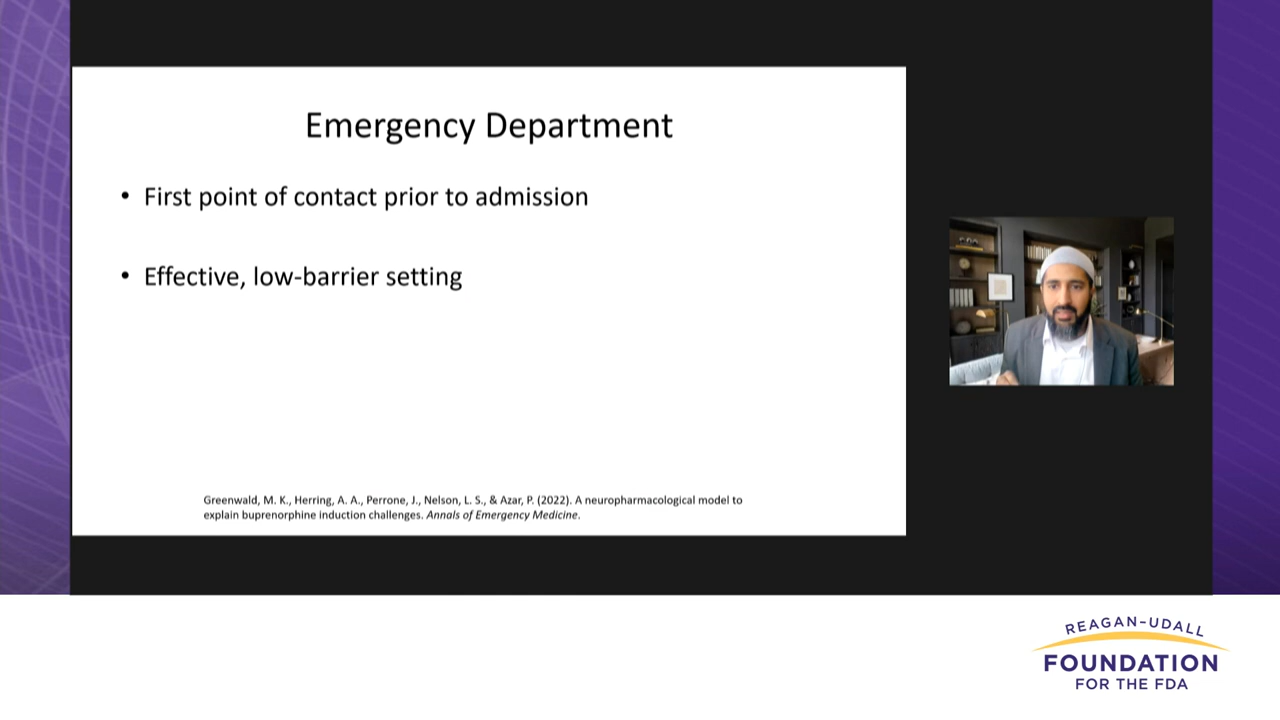 Emergency Department
• First point of contact prior to admission
• Effective, low-barrier setting
Greenwald, M. K., Herring, A. A., Perrone, J., Nelson, L. S., & Azar, P. (2022). A neuropharmacological model to
explain buprenorphine induction challenges. Annals of Emergency Medicine.
REAGAN-UDALL
FOUNDATION
FOR THE FDA